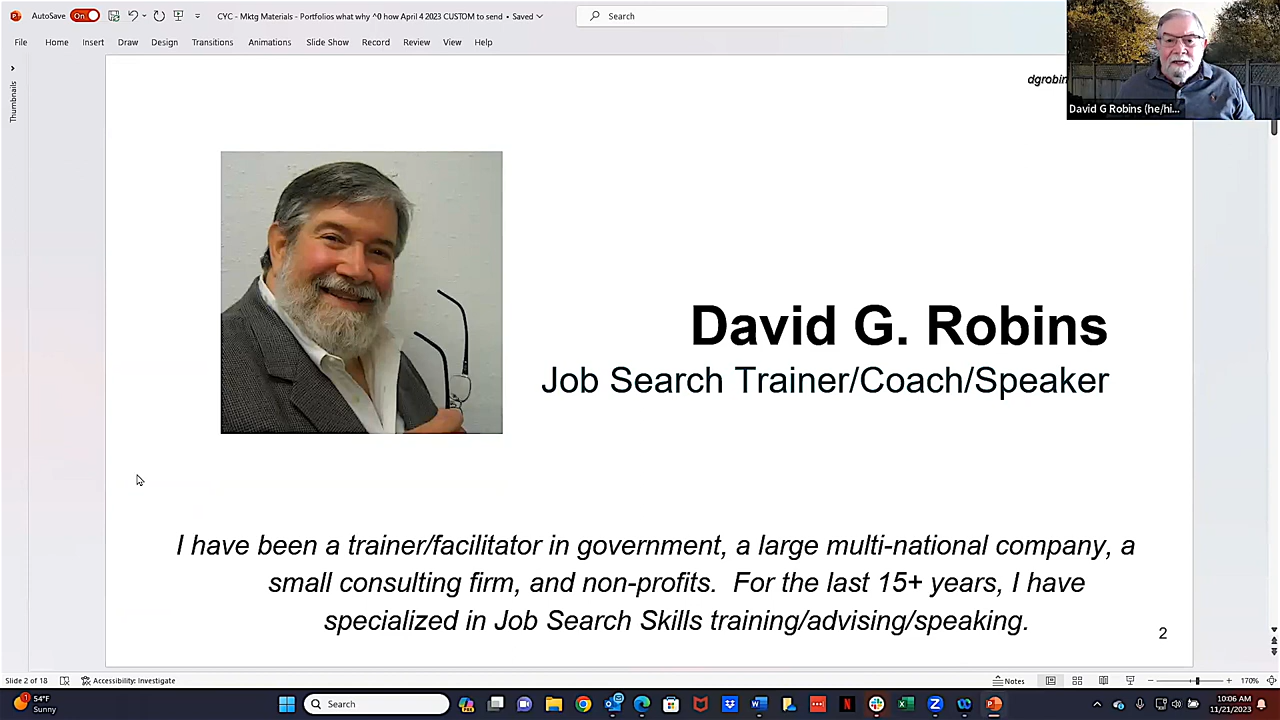 AutoSave
On
CYC - Mktg Materials - Portfolios what why ^0 how April 4 2023 CUSTOM to send • Saved
Search
File
Home
Insert
Draw
Design
Transitions
Animations
Slide Show
Record
Review
View
Help
Thumbnails
dgrobin
David G Robins (he/hi...
David G. Robins
Job Search Trainer/Coach/Speaker
I have been a trainer/facilitator in government, a large multi-national company, a
small consulting firm, and non-profits. For the last 15+ years, I have
specialized in Job Search Skills training/advising/speaking.
2
Slide 2 of 18
Accessibility: Investigate
Notes
170%
1
54°F
Sunny
Search
10:06 AM
11/21/2023